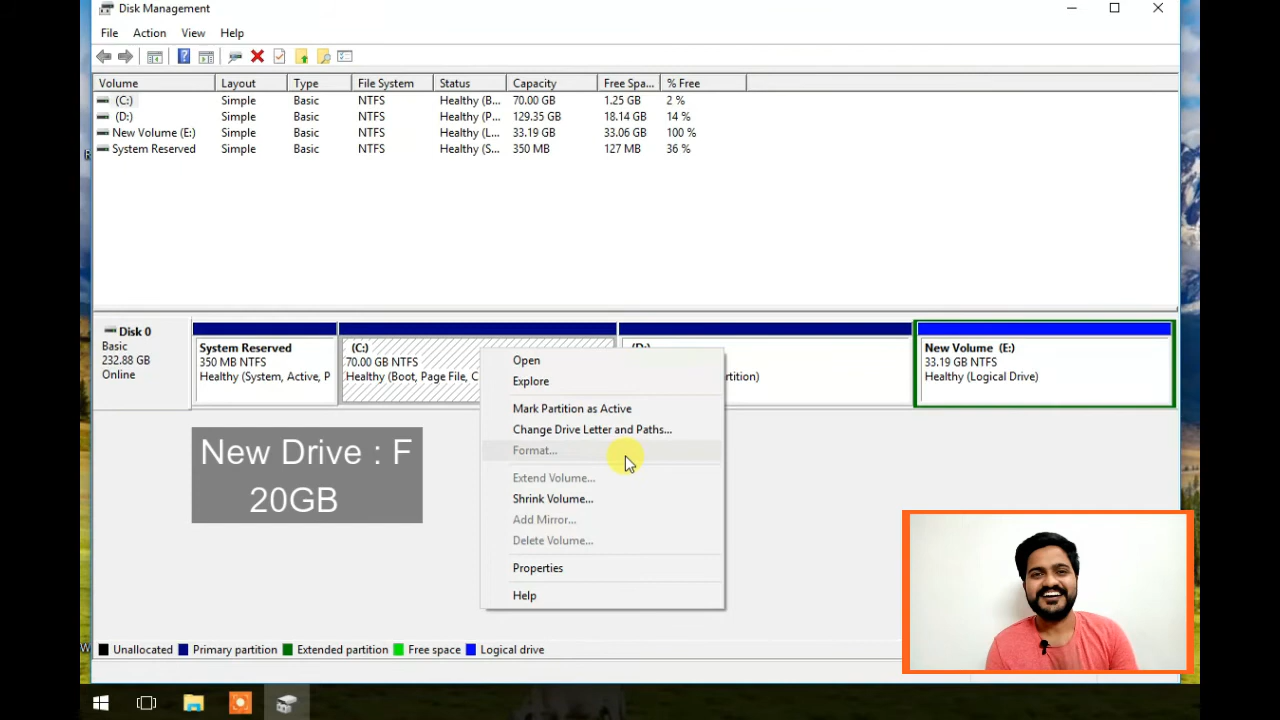 Disk Management
File Action View Help
Volume Layout Type File System Status Capacity Free Spa... % Free
(C:) Simple Basic NTFS Healthy (B... 70.00 GB 1.25 GB 2 %
(D:) Simple Basic NTFS Healthy (P... 129.35 GB 18.14 GB 14 %
New Volume (E:) Simple Basic NTFS Healthy (L... 33.19 GB 33.06 GB 100 %
System Reserved Simple Basic NTFS Healthy (S... 350 MB 127 MB 36 %
Disk 0
Basic
232.88 GB
Online
System Reserved
350 MB NTFS
Healthy (System, Active, P
(C:)
70.00 GB NTFS
Healthy (Boot, Page File, C
(D:)
rtition)
New Volume (E:)
33.19 GB NTFS
Healthy (Logical Drive)
Open
Explore
Mark Partition as Active
Change Drive Letter and Paths...
Format...
Extend Volume...
Shrink Volume...
Add Mirror...
Delete Volume...
Properties
Help
New Drive : F
20GB
Unallocated Primary partition Extended partition Free space Logical drive